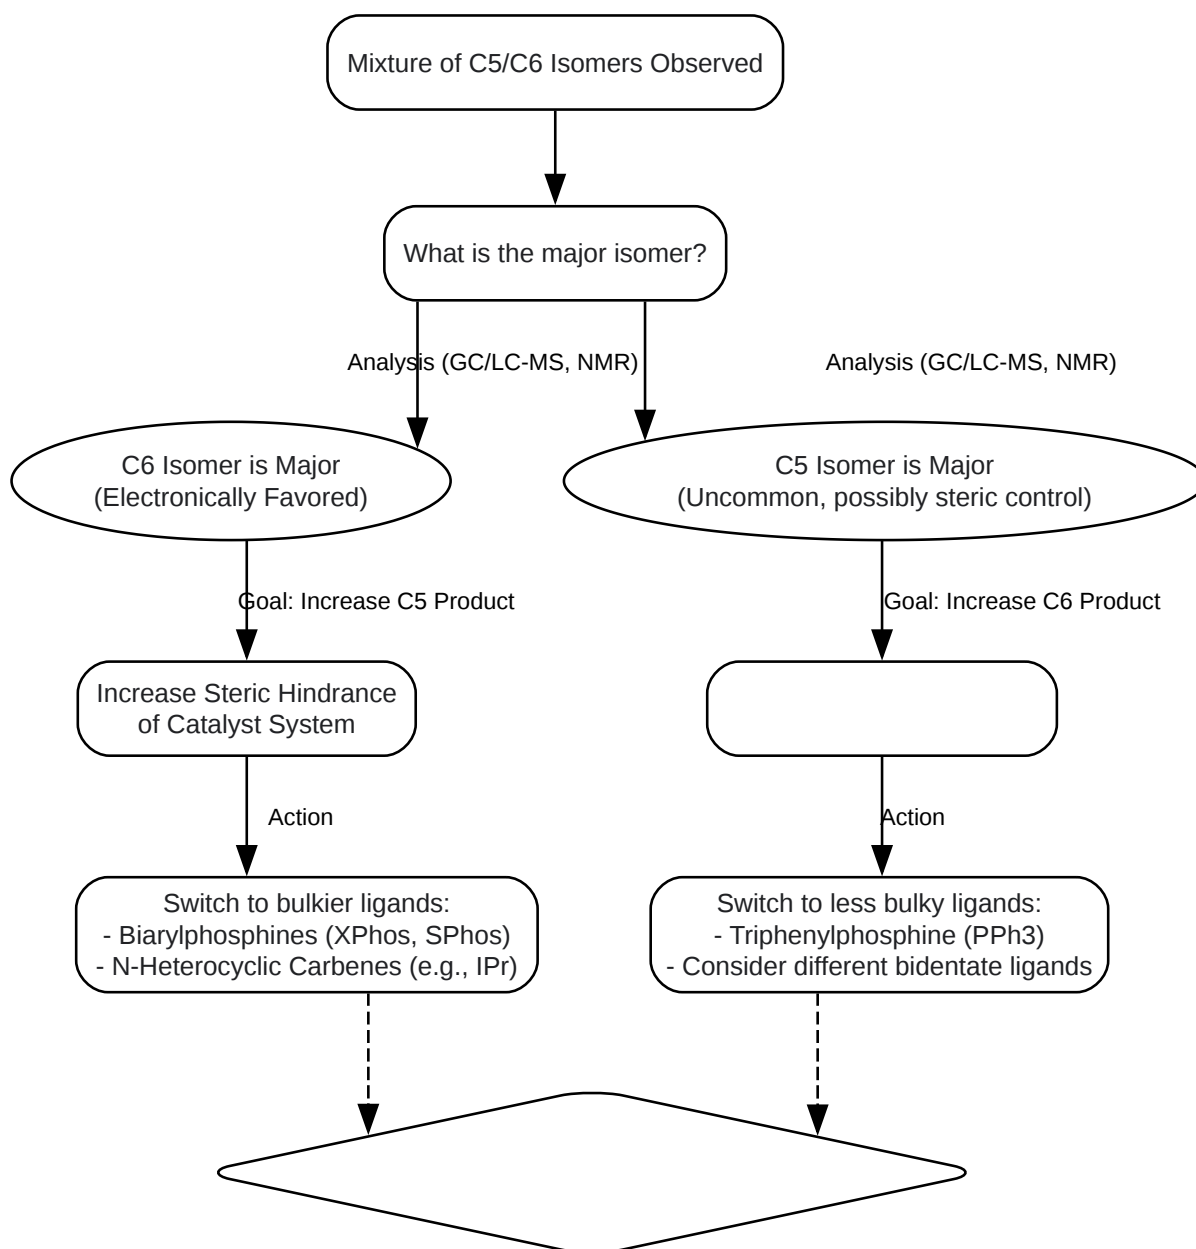 Mixture of C5/C6 Isomers Observed
What is the major isomer?
Analysis (GC/LC-MS, NMR)
Analysis (GC/LC-MS, NMR)
C6 Isomer is Major
(Electronically Favored)
C5 Isomer is Major
(Uncommon, possibly steric control)
Goal: Increase C5 Product
Goal: Increase C6 Product
Increase Steric Hindrance
of Catalyst System
Action
Action
Switch to bulkier ligands:
- Biarylphosphines (XPhos, SPhos)
- N-Heterocyclic Carbenes (e.g., IPr)
Switch to less bulky ligands:
- Triphenylphosphine (PPh3)
- Consider different bidentate ligands